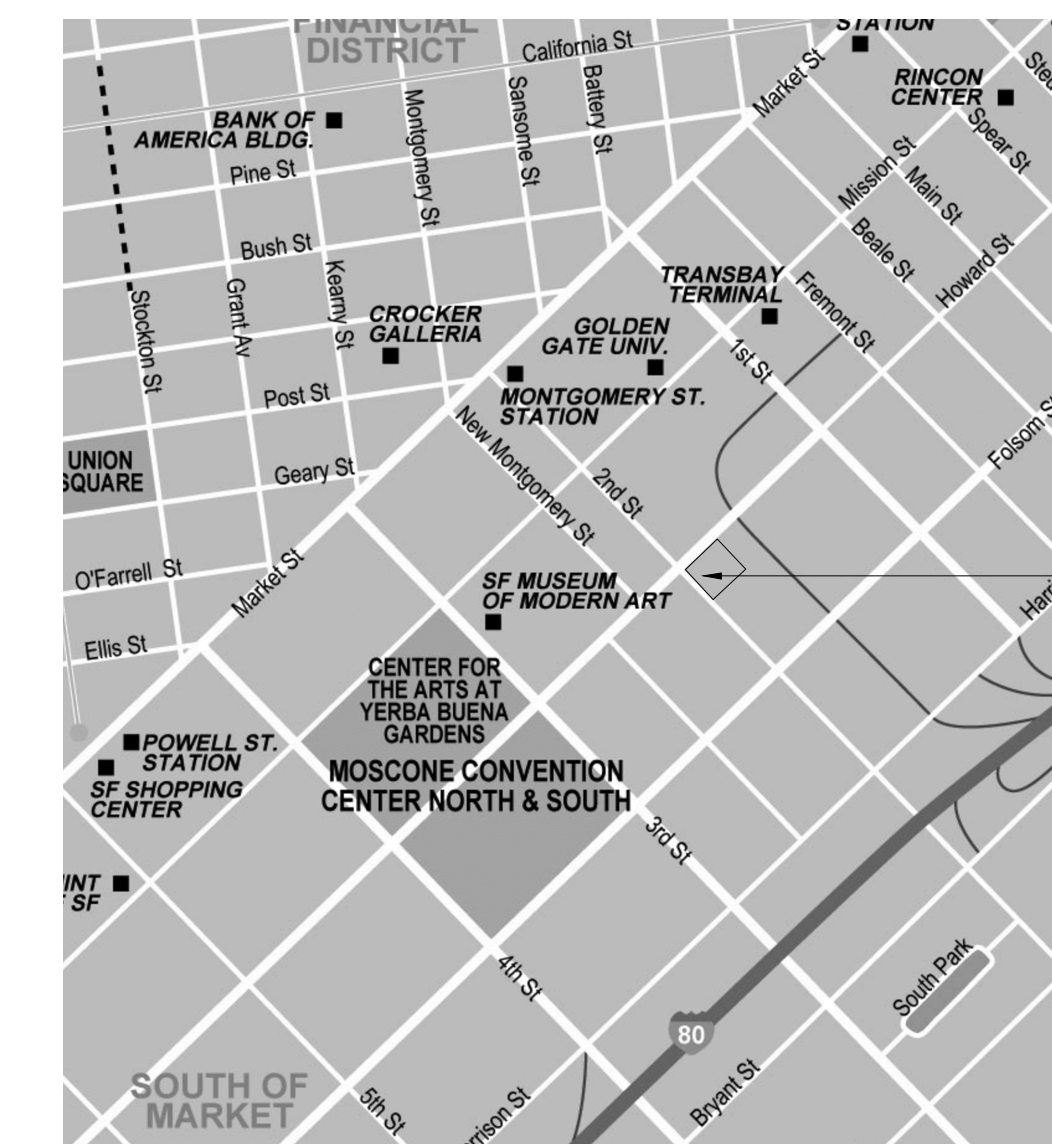 FINANCIAL
DISTRICT
California St
STATION
Market St
RINCON
CENTER
BANK OF
AMERICA BLDG.
Montgomery St
Sansome St
Battery St
Spear St
Pine St
Mission St
Main St
Bush St
Beale St
Howard St
Stockton St
Grant Av
Kearny St
TRANSBAY
TERMINAL
Fremont St
CROCKER
GALLERIA
GOLDEN
GATE UNIV.
1st St
Post St
MONTGOMERY ST.
STATION
Folsom S
UNION
SQUARE
Geary St
New Montgomery St
2nd St
O'Farrell St
Market St
SF MUSEUM
OF MODERN ART
Harri
Ellis St
CENTER FOR
THE ARTS AT
YERBA BUENA
GARDENS
POWELL ST.
STATION
SF SHOPPING
CENTER
MOSCONE CONVENTION
CENTER NORTH & SOUTH
3rd St
INT
SF
4th St
South Park
80
SOUTH OF
MARKET
5th St
rrison St
Bryant St